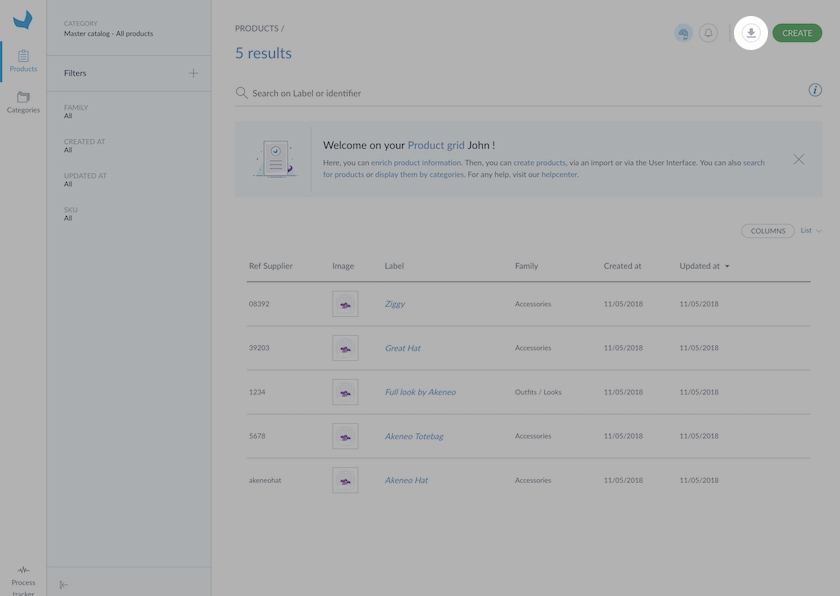 CATEGORY
Master catalog - All products
Products
Categories
Filters
FAMILY
All
CREATED AT
All
UPDATED AT
All
SKU
All
Process
tracker
PRODUCTS /
CREATE
5 results
Search on Label or identifier
i
Welcome on your Product grid John !
Here, you can enrich product information. Then, you can create products, via an import or via the User Interface. You can also search
for products or display them by categories. For any help, visit our helpcenter.
COLUMNS List
Ref Supplier Image Label Family Created at Updated at
08392 Ziggy Accessories 11/05/2018 11/05/2018
39203 Great Hat Accessories 11/05/2018 11/05/2018
1234 Full look by Akeneo Outfits / Looks 11/05/2018 11/05/2018
5678 Akeneo Totebag Accessories 11/05/2018 11/05/2018
akeneohat Akeneo Hat Accessories 11/05/2018 11/05/2018